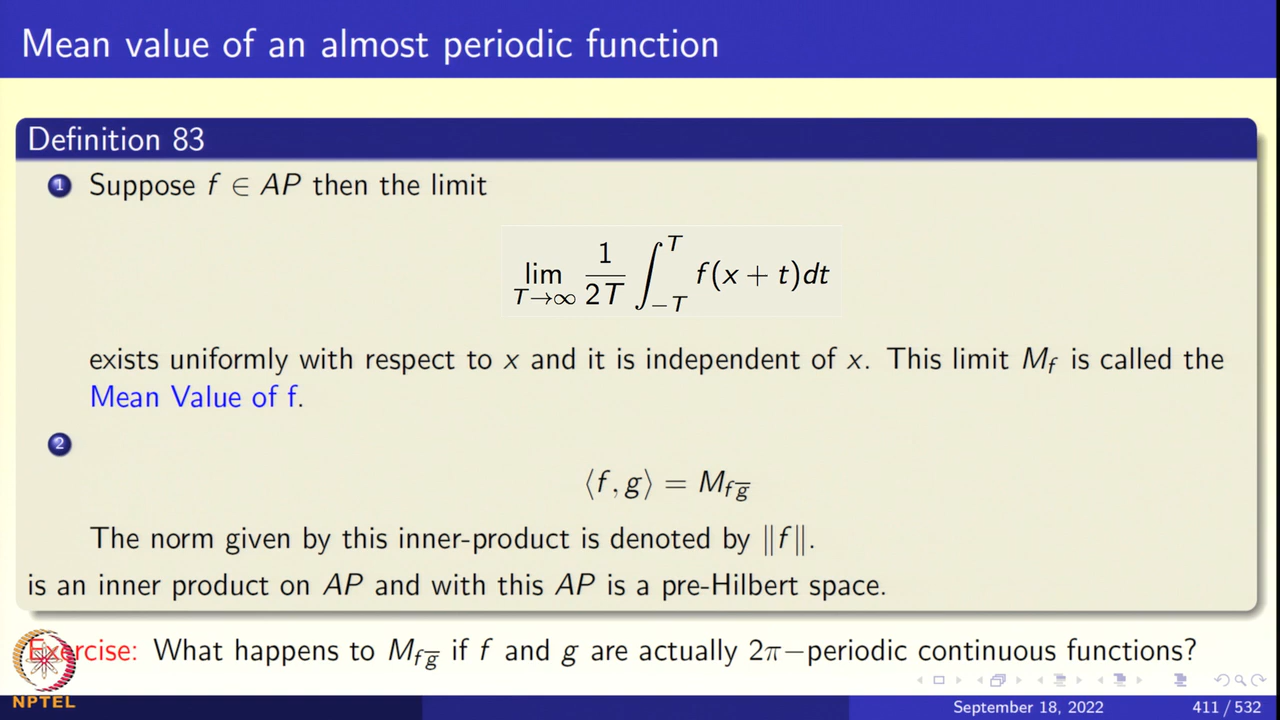 Mean value of an almost periodic function
Definition 83
1 Suppose f ∈ AP then the limit
lim_{T→∞} 1/2T ∫_{-T}^{T} f(x + t)dt
exists uniformly with respect to x and it is independent of x. This limit M_f is called the
Mean Value of f.
2
⟨f, g⟩ = M_{f\overline{g}}
The norm given by this inner-product is denoted by ‖f‖.
is an inner product on AP and with this AP is a pre-Hilbert space.
Exercise: What happens to M_{f\overline{g}} if f and g are actually 2π−periodic continuous functions?
NPTEL
September 18, 2022 411 / 532